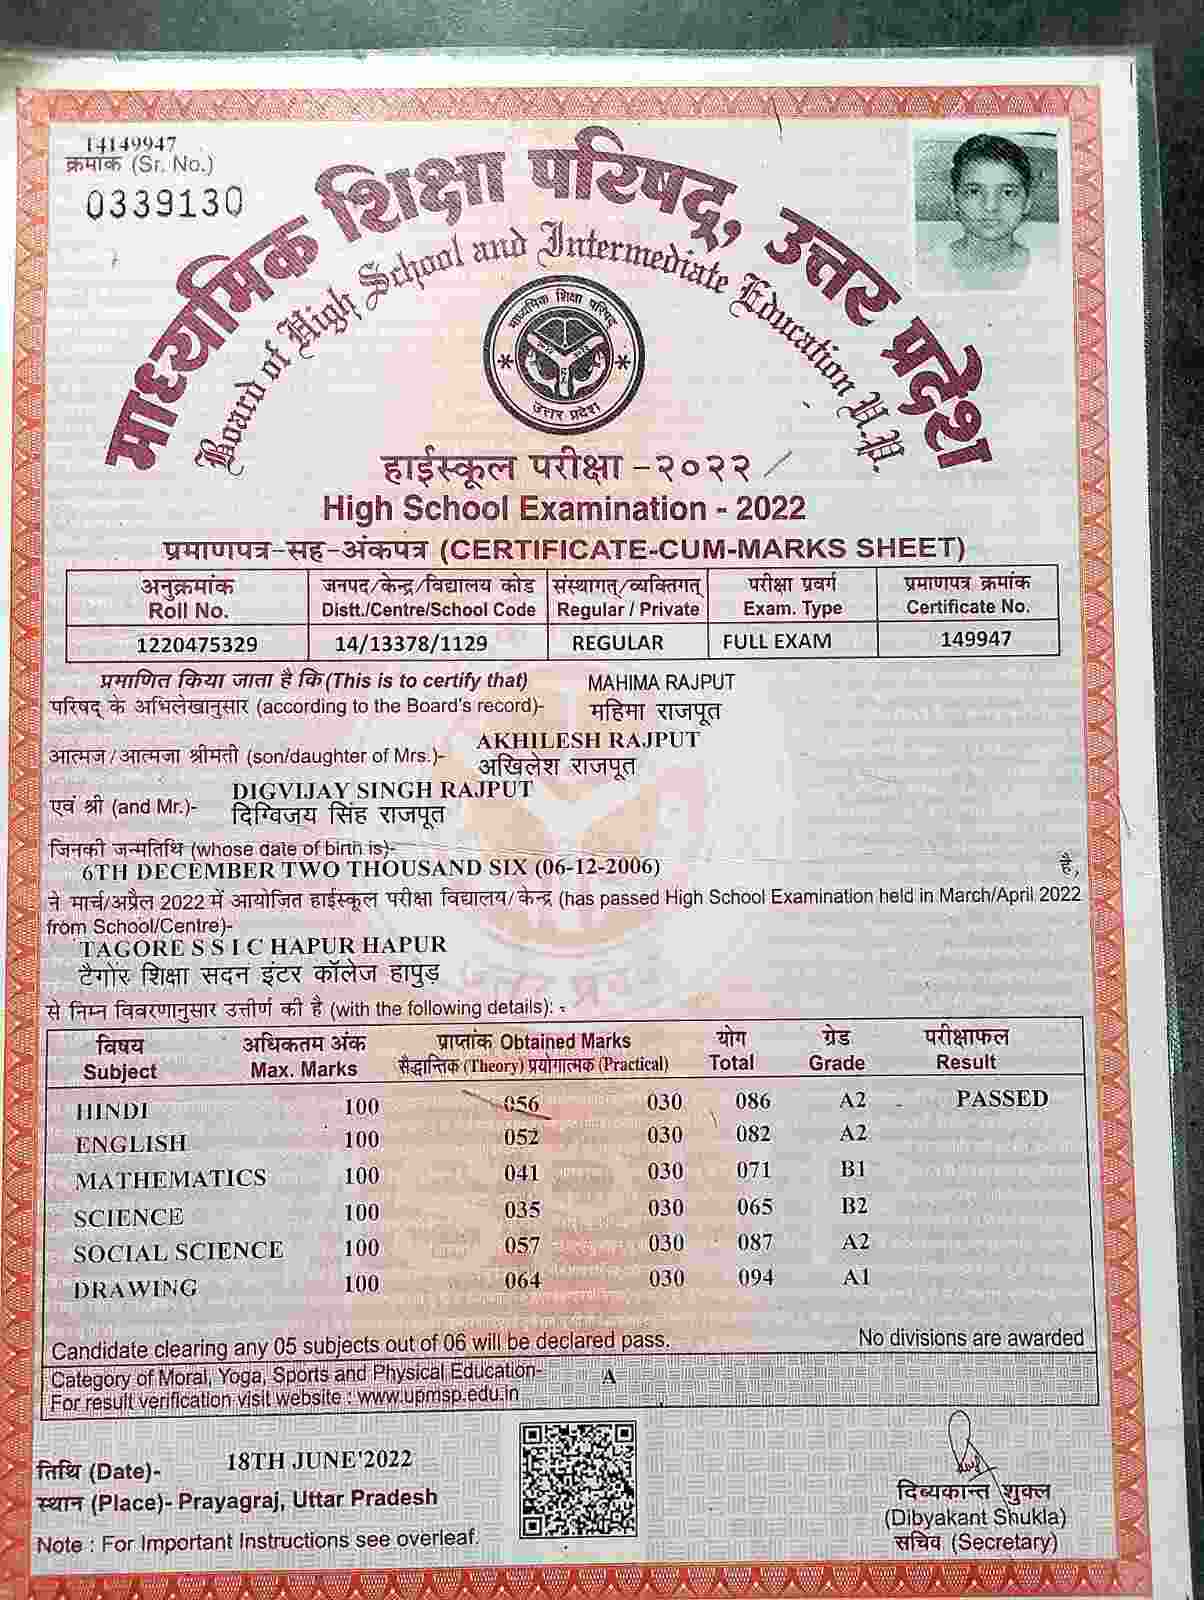 14149947
क्रमांक (Sr. No.)
0339130
माध्यमिक शिक्षा परिषद्, उत्तर प्रदेश
Board of High School and Intermediate Education U.P.
माध्यमिक शिक्षा परिषद
उत्तर प्रदेश
हाईस्कूल परीक्षा -२०२२
High School Examination - 2022
प्रमाणपत्र-सह-अंकपत्र (CERTIFICATE-CUM-MARKS SHEET)
अनुक्रमांक जनपद/केन्द्र/विद्यालय कोड संस्थागत्/व्यक्तिगत् परीक्षा प्रवर्ग प्रमाणपत्र क्रमांक
Roll No. Distt./Centre/School Code Regular / Private Exam. Type Certificate No.
1220475329 14/13378/1129 REGULAR FULL EXAM 149947
प्रमाणित किया जाता है कि (This is to certify that) MAHIMA RAJPUT
परिषद् के अभिलेखानुसार (according to the Board's record)- महिमा राजपूत
AKHILESH RAJPUT
आत्मज/आत्मजा श्रीमती (son/daughter of Mrs.)- अखिलेश राजपूत
DIGVIJAY SINGH RAJPUT
एवं श्री (and Mr.)- दिग्विजय सिंह राजपूत
जिनकी जन्मतिथि (whose date of birth is)-
6TH DECEMBER TWO THOUSAND SIX (06-12-2006) है,
ने मार्च/अप्रैल 2022 में आयोजित हाईस्कूल परीक्षा विद्यालय/केन्द्र (has passed High School Examination held in March/April 2022
from School/Centre)-
TAGORE S S I C HAPUR HAPUR
टैगोर शिक्षा सदन इंटर कॉलेज हापुड़
से निम्न विवरणानुसार उत्तीर्ण की है (with the following details): -
विषय अधिकतम अंक प्राप्तांक Obtained Marks योग ग्रेड परीक्षाफल
Subject Max. Marks सैद्धान्तिक (Theory) प्रयोगात्मक (Practical) Total Grade Result
HINDI 100 056 030 086 A2 PASSED
ENGLISH 100 052 030 082 A2
MATHEMATICS 100 041 030 071 B1
SCIENCE 100 035 030 065 B2
SOCIAL SCIENCE 100 057 030 087 A2
DRAWING 100 064 030 094 A1
Candidate clearing any 05 subjects out of 06 will be declared pass. No divisions are awarded
Category of Moral, Yoga, Sports and Physical Education- A
For result verification visit website : www.upmsp.edu.in
तिथि (Date)- 18TH JUNE'2022
स्थान (Place)- Prayagraj, Uttar Pradesh
Note : For Important Instructions see overleaf.
दिब्यकान्त शुक्ल
(Dibyakant Shukla)
सचिव (Secretary)